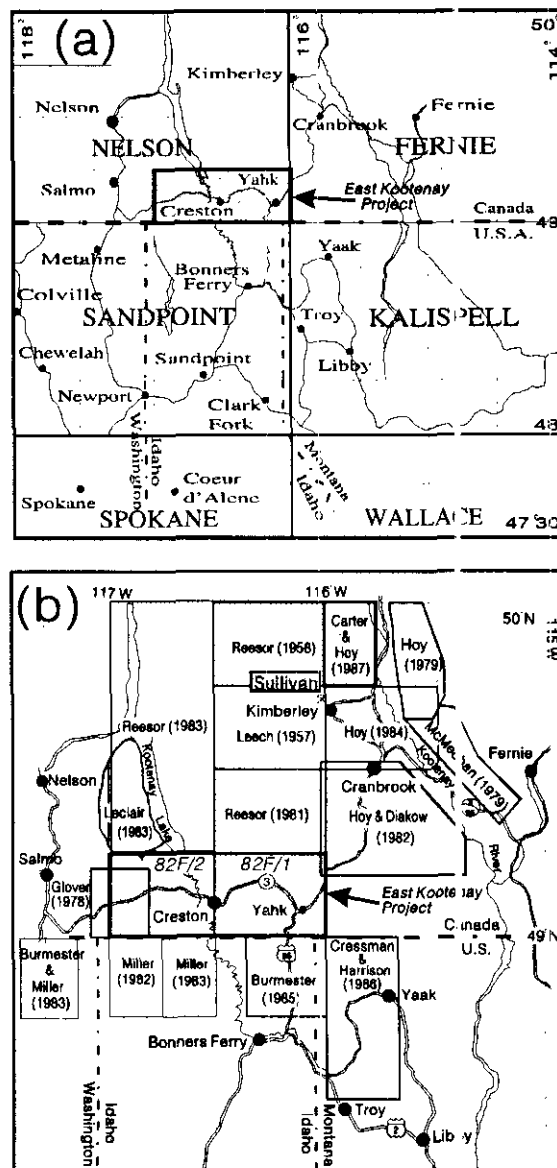 (a)
118°
116°
50°
114°
Kimberley
Nelson
Fernie
Cranbrook
NELSON
FERNIE
Salmo
Yahk
East Kootenay
Project
Creston
Canada
49
U.S.A.
Metaline
Yaak
Bonners
Ferry
Colville
SANDPOINT
Troy
KALISPELL
Chewelah
Sandpoint
Libby
Newport
Clark
Fork
48
Washington
Idaho
Montana
Idaho
Coeur
d'Alene
Spokane
SPOKANE
WALLACE
47°30
(b)
117°W
116°W
50°N
115°W
Reesor (1958)
Carter
&
Hoy
(1987)
Hoy
(1979)
Sullivan
Kimberley
Reesor (1983)
Leech (1957)
Hoy (1984)
McMechan (1979)
Kootenay
Kootenay
Fernie
Nelson
Cranbrook
Leclair
(1983)
Lake
Reesor (1981)
Hoy & Diakow
(1982)
River
Salmo
82F/2
82F/1
Glover
(1978)
3
East Kootenay
Project
Creston
Yahk
Canada
49°N
U.S.
Burmester
&
Miller
(1983)
Miller
(1982)
Miller
(1983)
Burmester
(1985)
Cressman
&
Harrison
(1986)
Yaak
Bonners Ferry
Washington
Idaho
Montana
Idaho
Troy
2
Libby